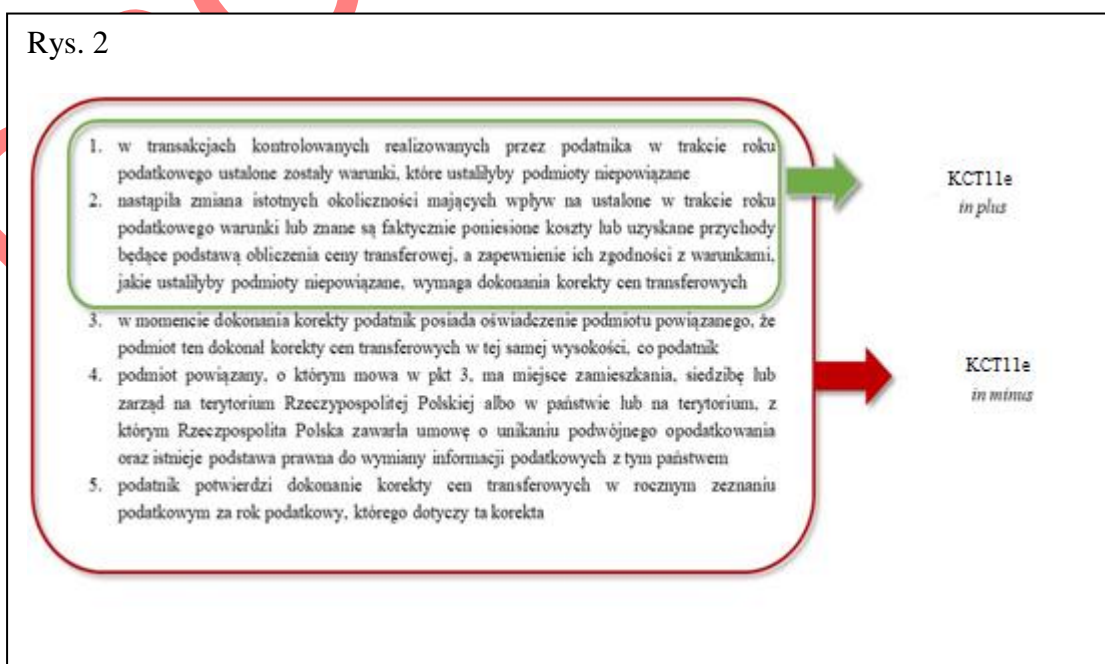 Rys. 2
1. w transakcjach kontrolowanych realizowanych przez podatnika w trakcie roku
podatkowego ustalone zostały warunki, które ustaliłyby podmioty niepowiązane
KCT11e
in plus
2. nastąpiła zmiana istotnych okoliczności mających wpływ na ustalone w trakcie roku
podatkowego warunki lub znane są faktycznie poniesione koszty lub uzyskane przychody
będące podstawą obliczenia ceny transferowej, a zapewnienie ich zgodności z warunkami,
jakie ustaliłyby podmioty niepowiązane, wymaga dokonania korekty cen transferowych
3. w momencie dokonania korekty podatnik posiada oświadczenie podmiotu powiązanego, że
podmiot ten dokonał korekty cen transferowych w tej samej wysokości, co podatnik
4. podmiot powiązany, o którym mowa w pkt 3, ma miejsce zamieszkania, siedzibę lub
zarząd na terytorium Rzeczypospolitej Polskiej albo w państwie lub na terytorium, z
którym Rzeczpospolita Polska zawarła umowę o unikaniu podwójnego opodatkowania
oraz istnieje podstawa prawna do wymiany informacji podatkowych z tym państwem
KCT11e
in minus
5. podatnik potwierdzi dokonanie korekty cen transferowych w rocznym zeznaniu
podatkowym za rok podatkowy, którego dotyczy ta korekta